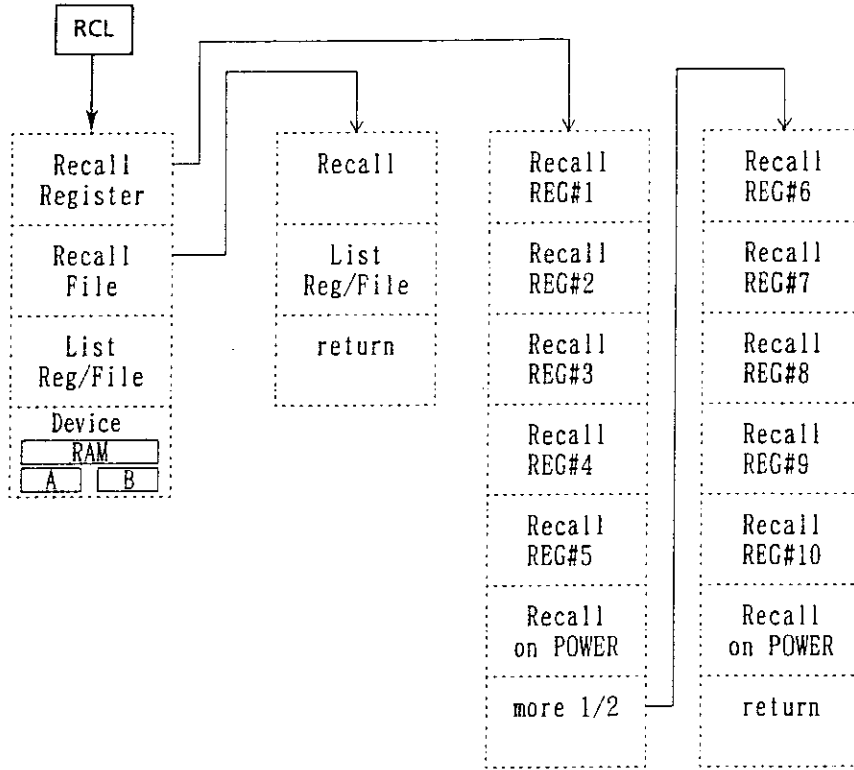 RCL
Recall
Register
Recall
File
List
Reg/File
Device
RAM
A B
Recall
List
Reg/File
return
Recall
REG#1
Recall
REG#2
Recall
REG#3
Recall
REG#4
Recall
REG#5
Recall
on POWER
more 1/2
Recall
REG#6
Recall
REG#7
Recall
REG#8
Recall
REG#9
Recall
REG#10
Recall
on POWER
return